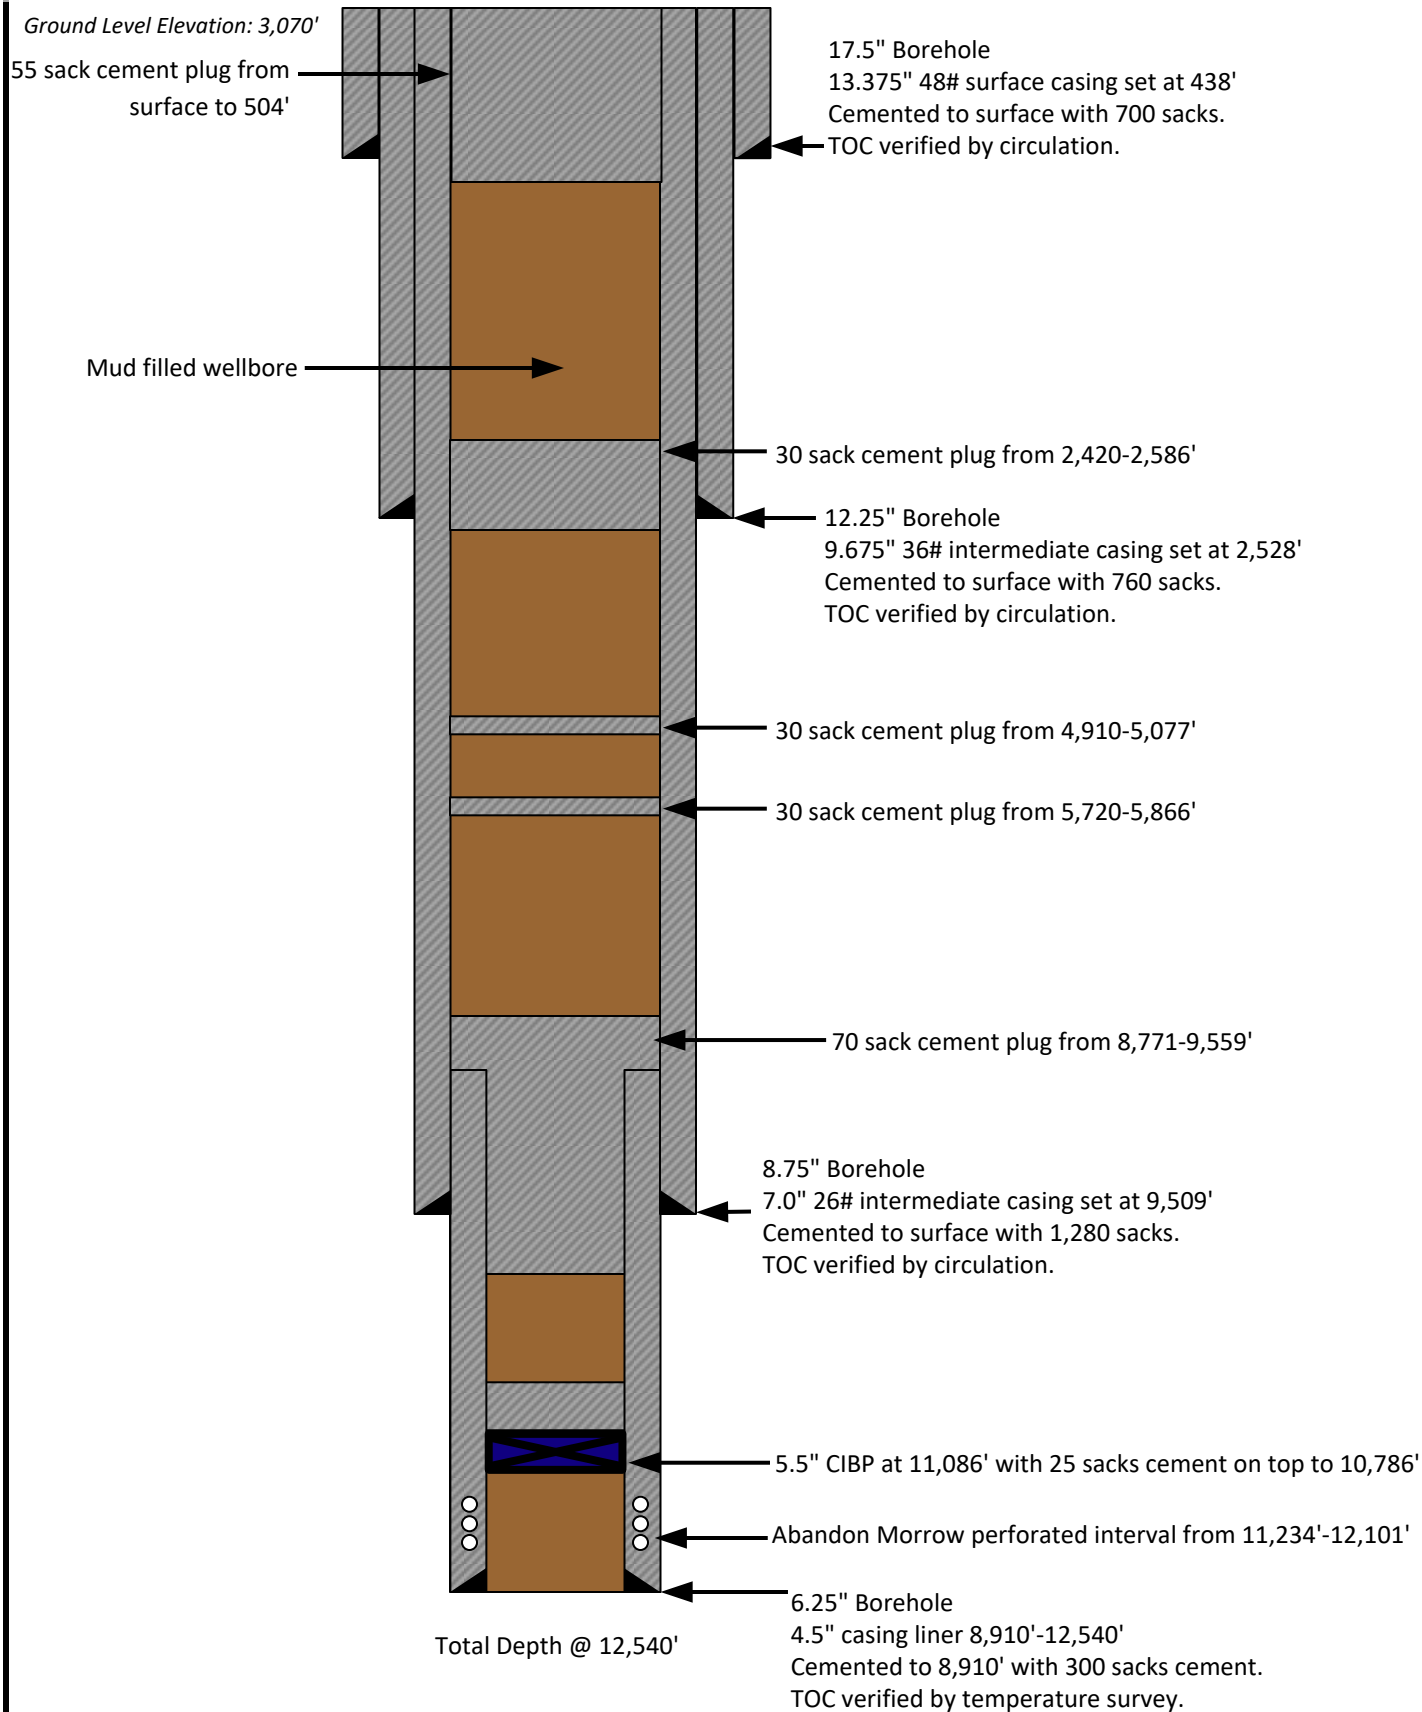 Ground Level Elevation: 3,070'
55 sack cement plug from
surface to 504'
17.5" Borehole
13.375" 48# surface casing set at 438'
Cemented to surface with 700 sacks.
TOC verified by circulation.
Mud filled wellbore
30 sack cement plug from 2,420-2,586'
12.25" Borehole
9.675" 36# intermediate casing set at 2,528'
Cemented to surface with 760 sacks.
TOC verified by circulation.
30 sack cement plug from 4,910-5,077'
30 sack cement plug from 5,720-5,866'
70 sack cement plug from 8,771-9,559'
8.75" Borehole
7.0" 26# intermediate casing set at 9,509'
Cemented to surface with 1,280 sacks.
TOC verified by circulation.
5.5" CIBP at 11,086' with 25 sacks cement on top to 10,786'
Abandon Morrow perforated interval from 11,234'-12,101'
6.25" Borehole
4.5" casing liner 8,910'-12,540'
Cemented to 8,910' with 300 sacks cement.
TOC verified by temperature survey.
Total Depth @ 12,540'